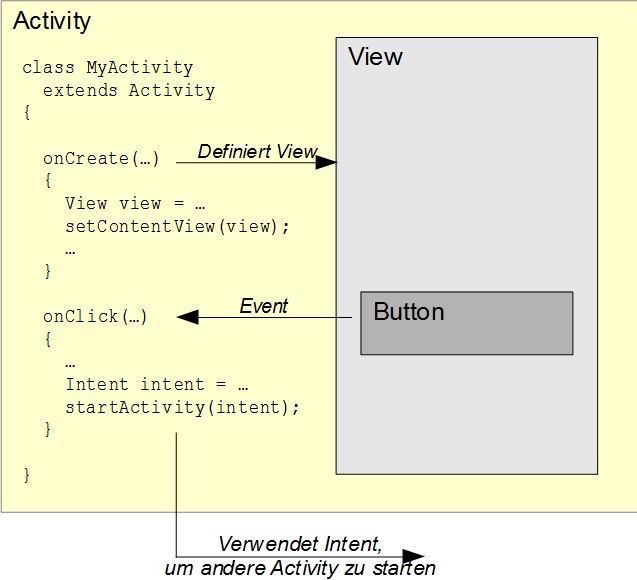 Activity
class MyActivity
extends Activity
{
onCreate(…)
{
View view = …
setContentView(view);
…
}
onClick(…)
{
…
Intent intent = …
startActivity(intent);
}
}
Definiert View
View
Event
Button
Verwendet Intent,
um andere Activity zu starten